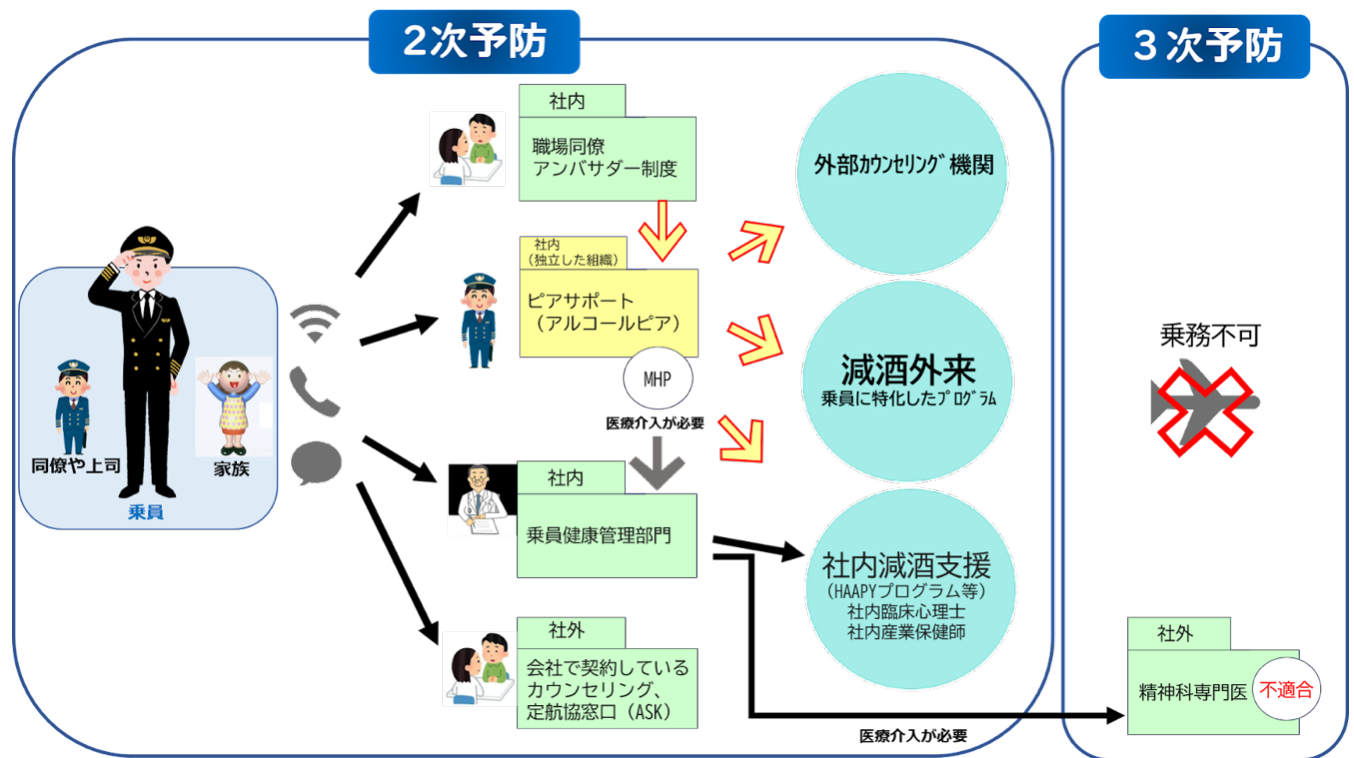 2次予防
3次予防
社内
職場同僚
アンバサダー制度
外部ｶｳﾝｾﾘﾝｸﾞ機関
社内
(独立した組織)
ピアサポート
（アルコールピア）
MHP
医療介入が必要
減酒外来
乗員に特化したﾌﾟﾛｸﾞﾗﾑ
乗務不可
同僚や上司
家族
乗員
社内
乗員健康管理部門
社内減酒支援
(HAAPYプログラム等)
社内臨床心理士
社内産業保健師
社外
会社で契約している
カウンセリング、
定航協窓口（ASK）
医療介入が必要
社外
精神科専門医
不適合